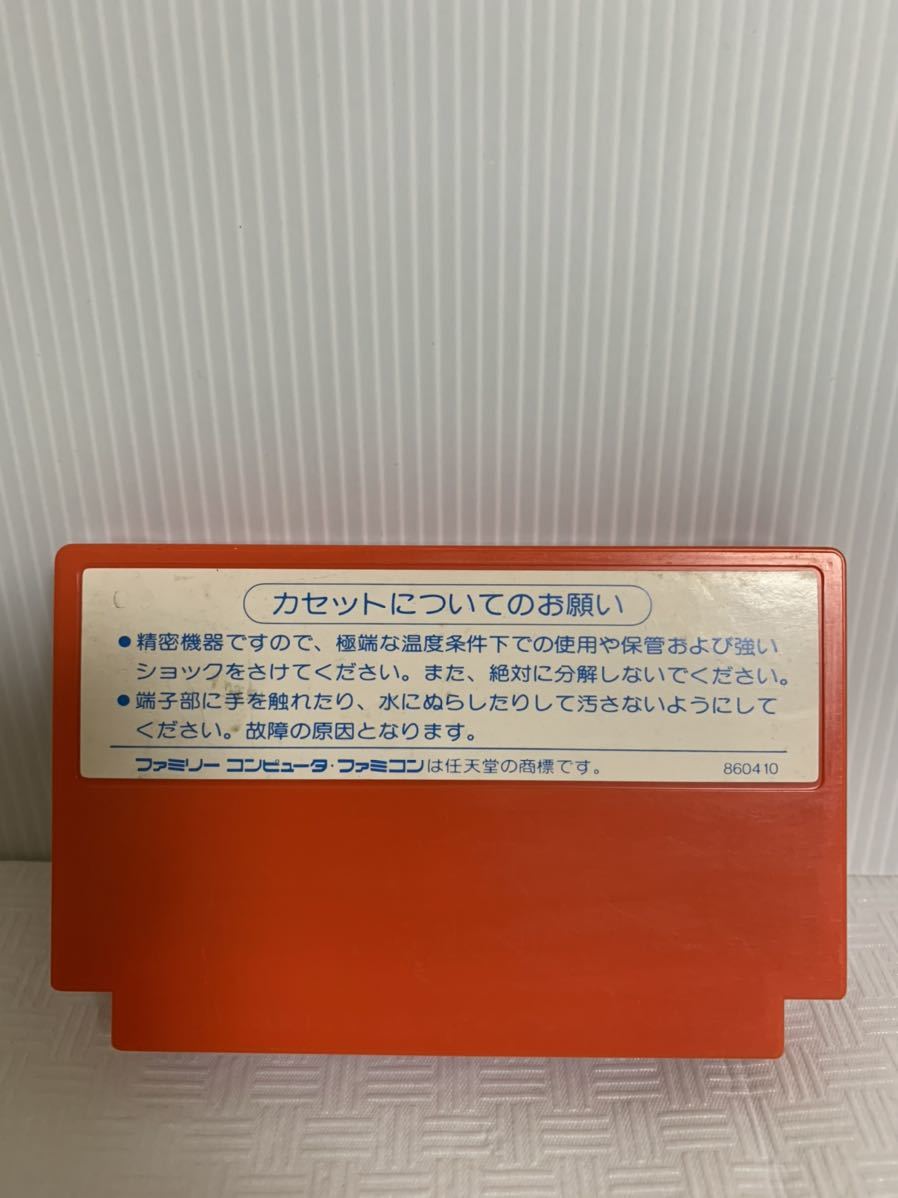 カセットについてのお願い
●精密機器ですので、極端な温度条件下での使用や保管および強い
ショックをさけてください。また、絶対に分解しないでください。
●端子部に手を触れたり、水にぬらしたりして汚さないようにして
ください。故障の原因となります。
ファミリー コンピュータ・ファミコンは任天堂の商標です。 860410